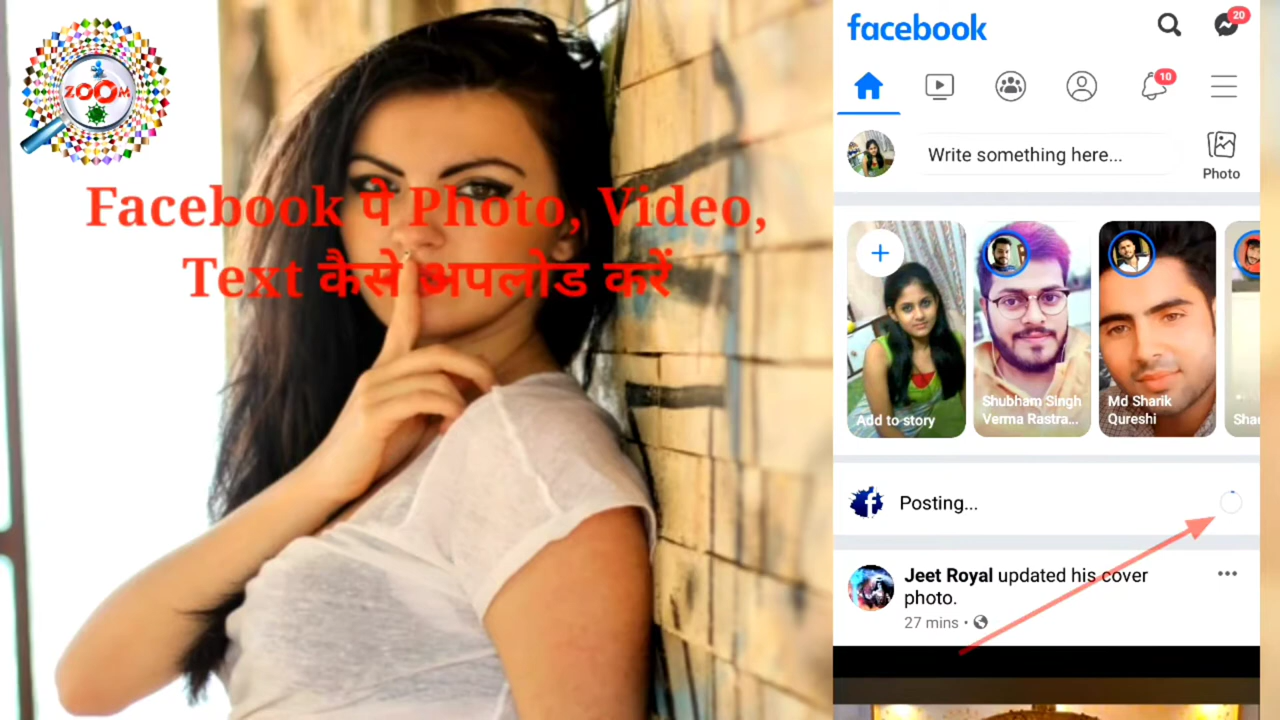 ZOOM
Facebook पे Photo, Video,
Text कैसे अपलोड करें
facebook
20
10
Write something here...
Photo
Add to story
Shubham Singh
Verma Rastra...
Md Sharik
Qureshi
Sha
Posting...
Jeet Royal updated his cover
photo.
27 mins •